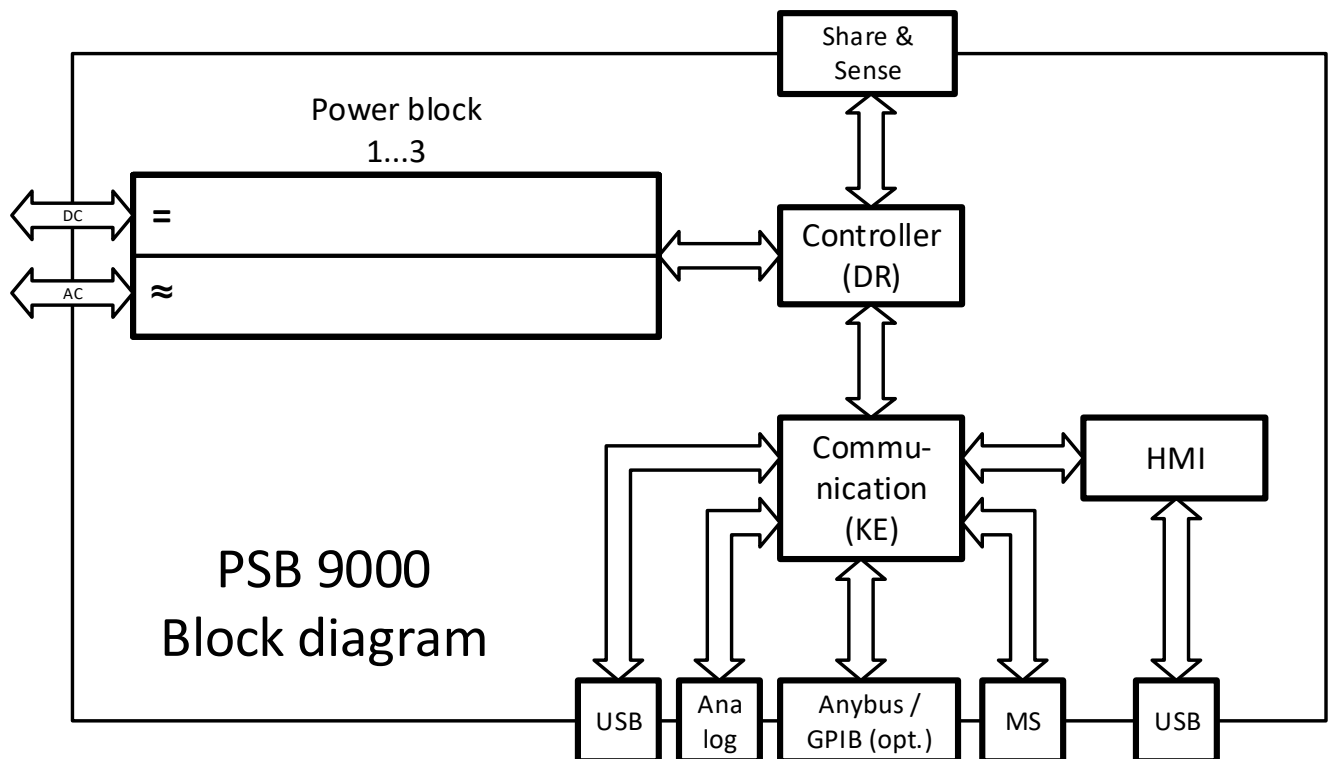 Share &
Sense
Power block
1...3
DC
=
Controller
(DR)
AC
≈
Commu-
nication
(KE)
HMI
PSB 9000
Block diagram
USB
Ana
log
Anybus /
GPIB (opt.)
MS
USB